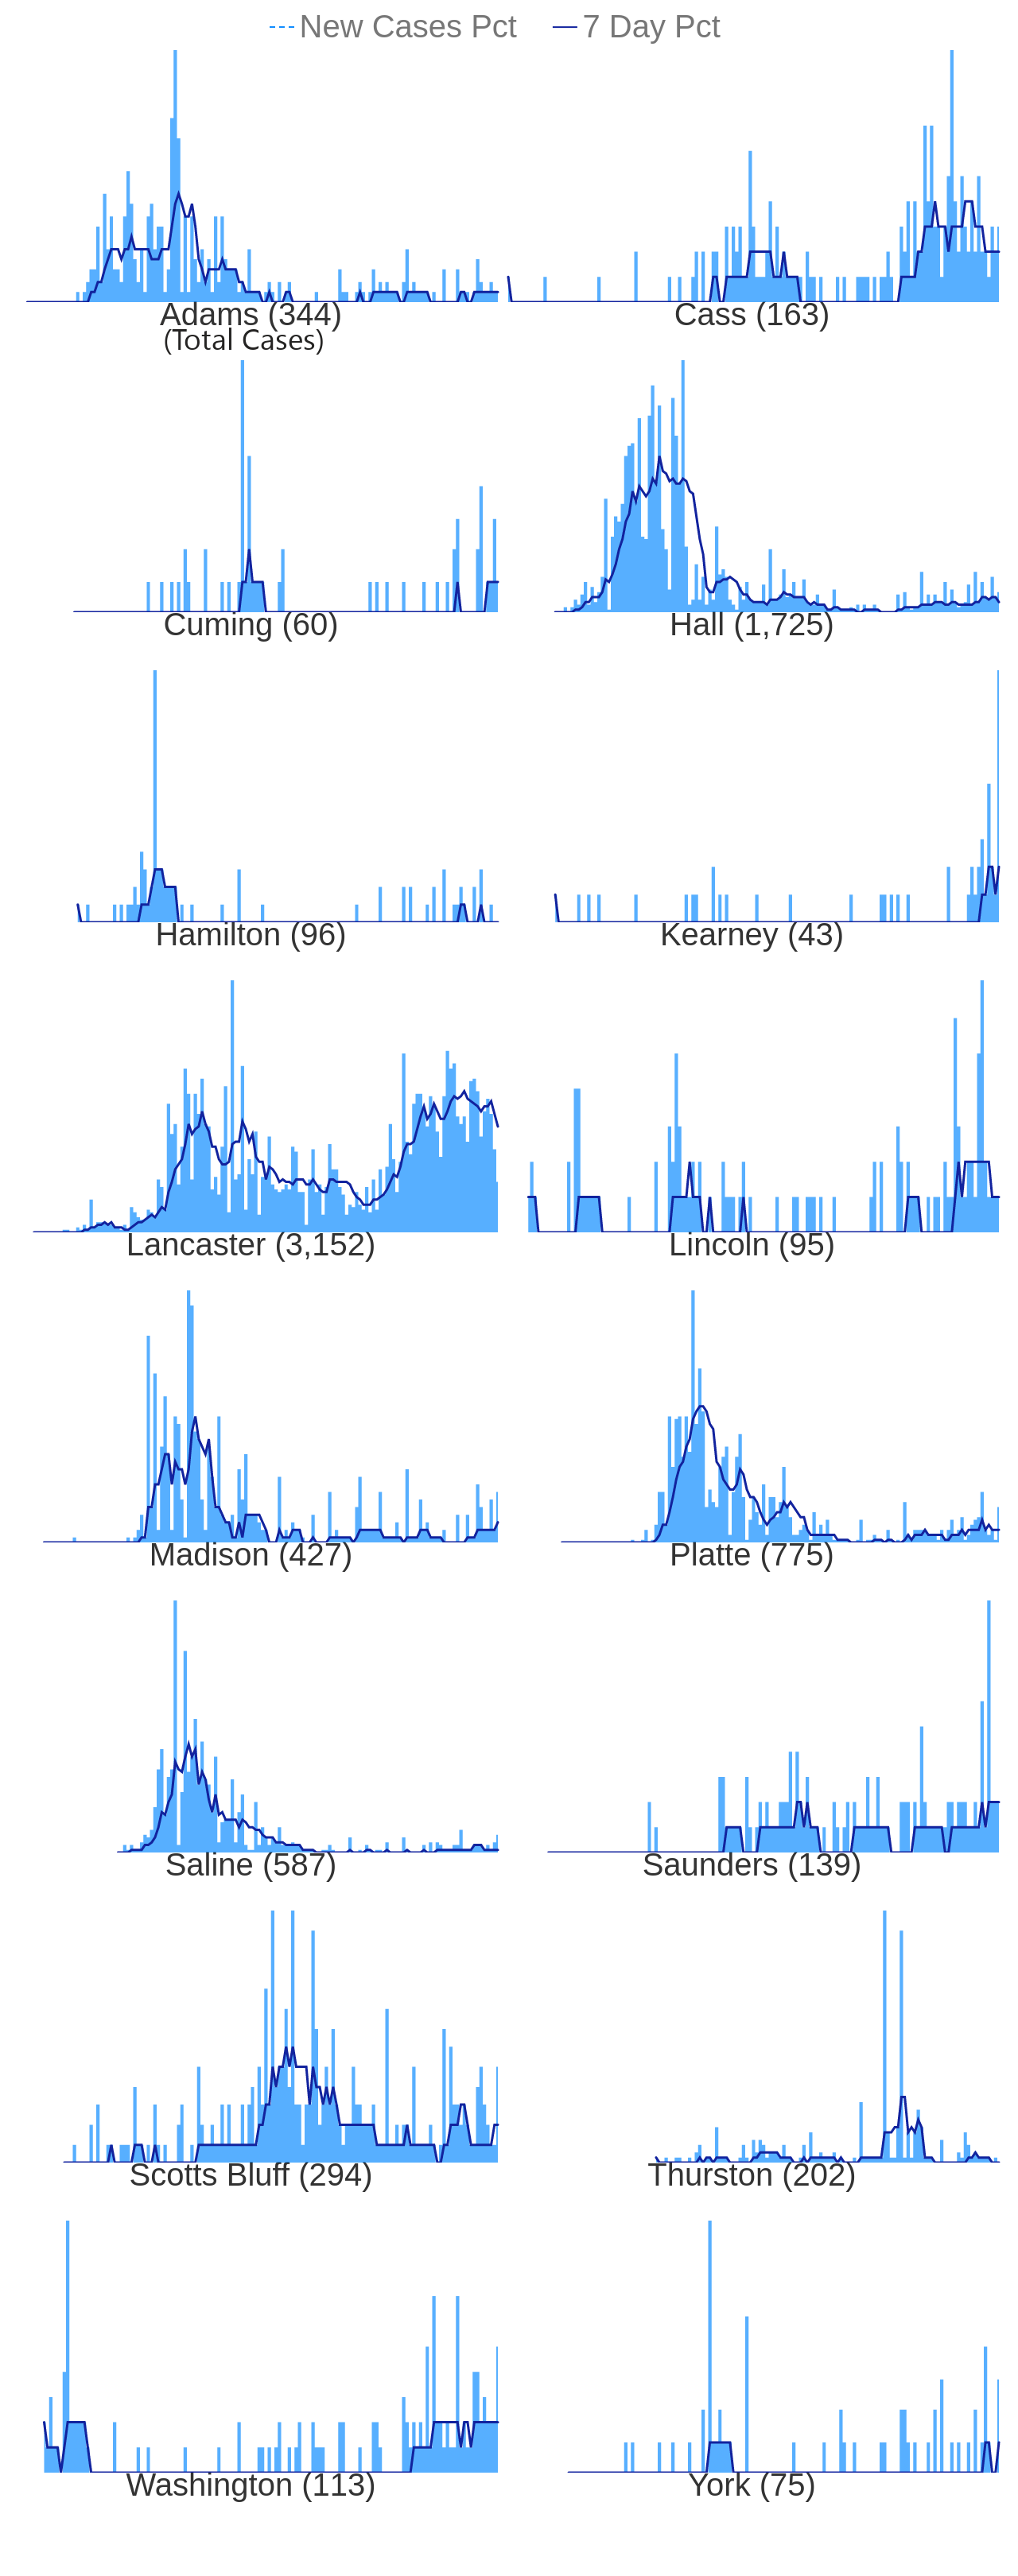 New Cases Pct 7 Day Pct
Adams (344) Cass (163)
(Total Cases)
Cuming (60) Hall (1,725)
Hamilton (96) Kearney (43)
Lancaster (3,152) Lincoln (95)
Madison (427) Platte (775)
Saline (587) Saunders (139)
Scotts Bluff (294) Thurston (202)
Washington (113) York (75)